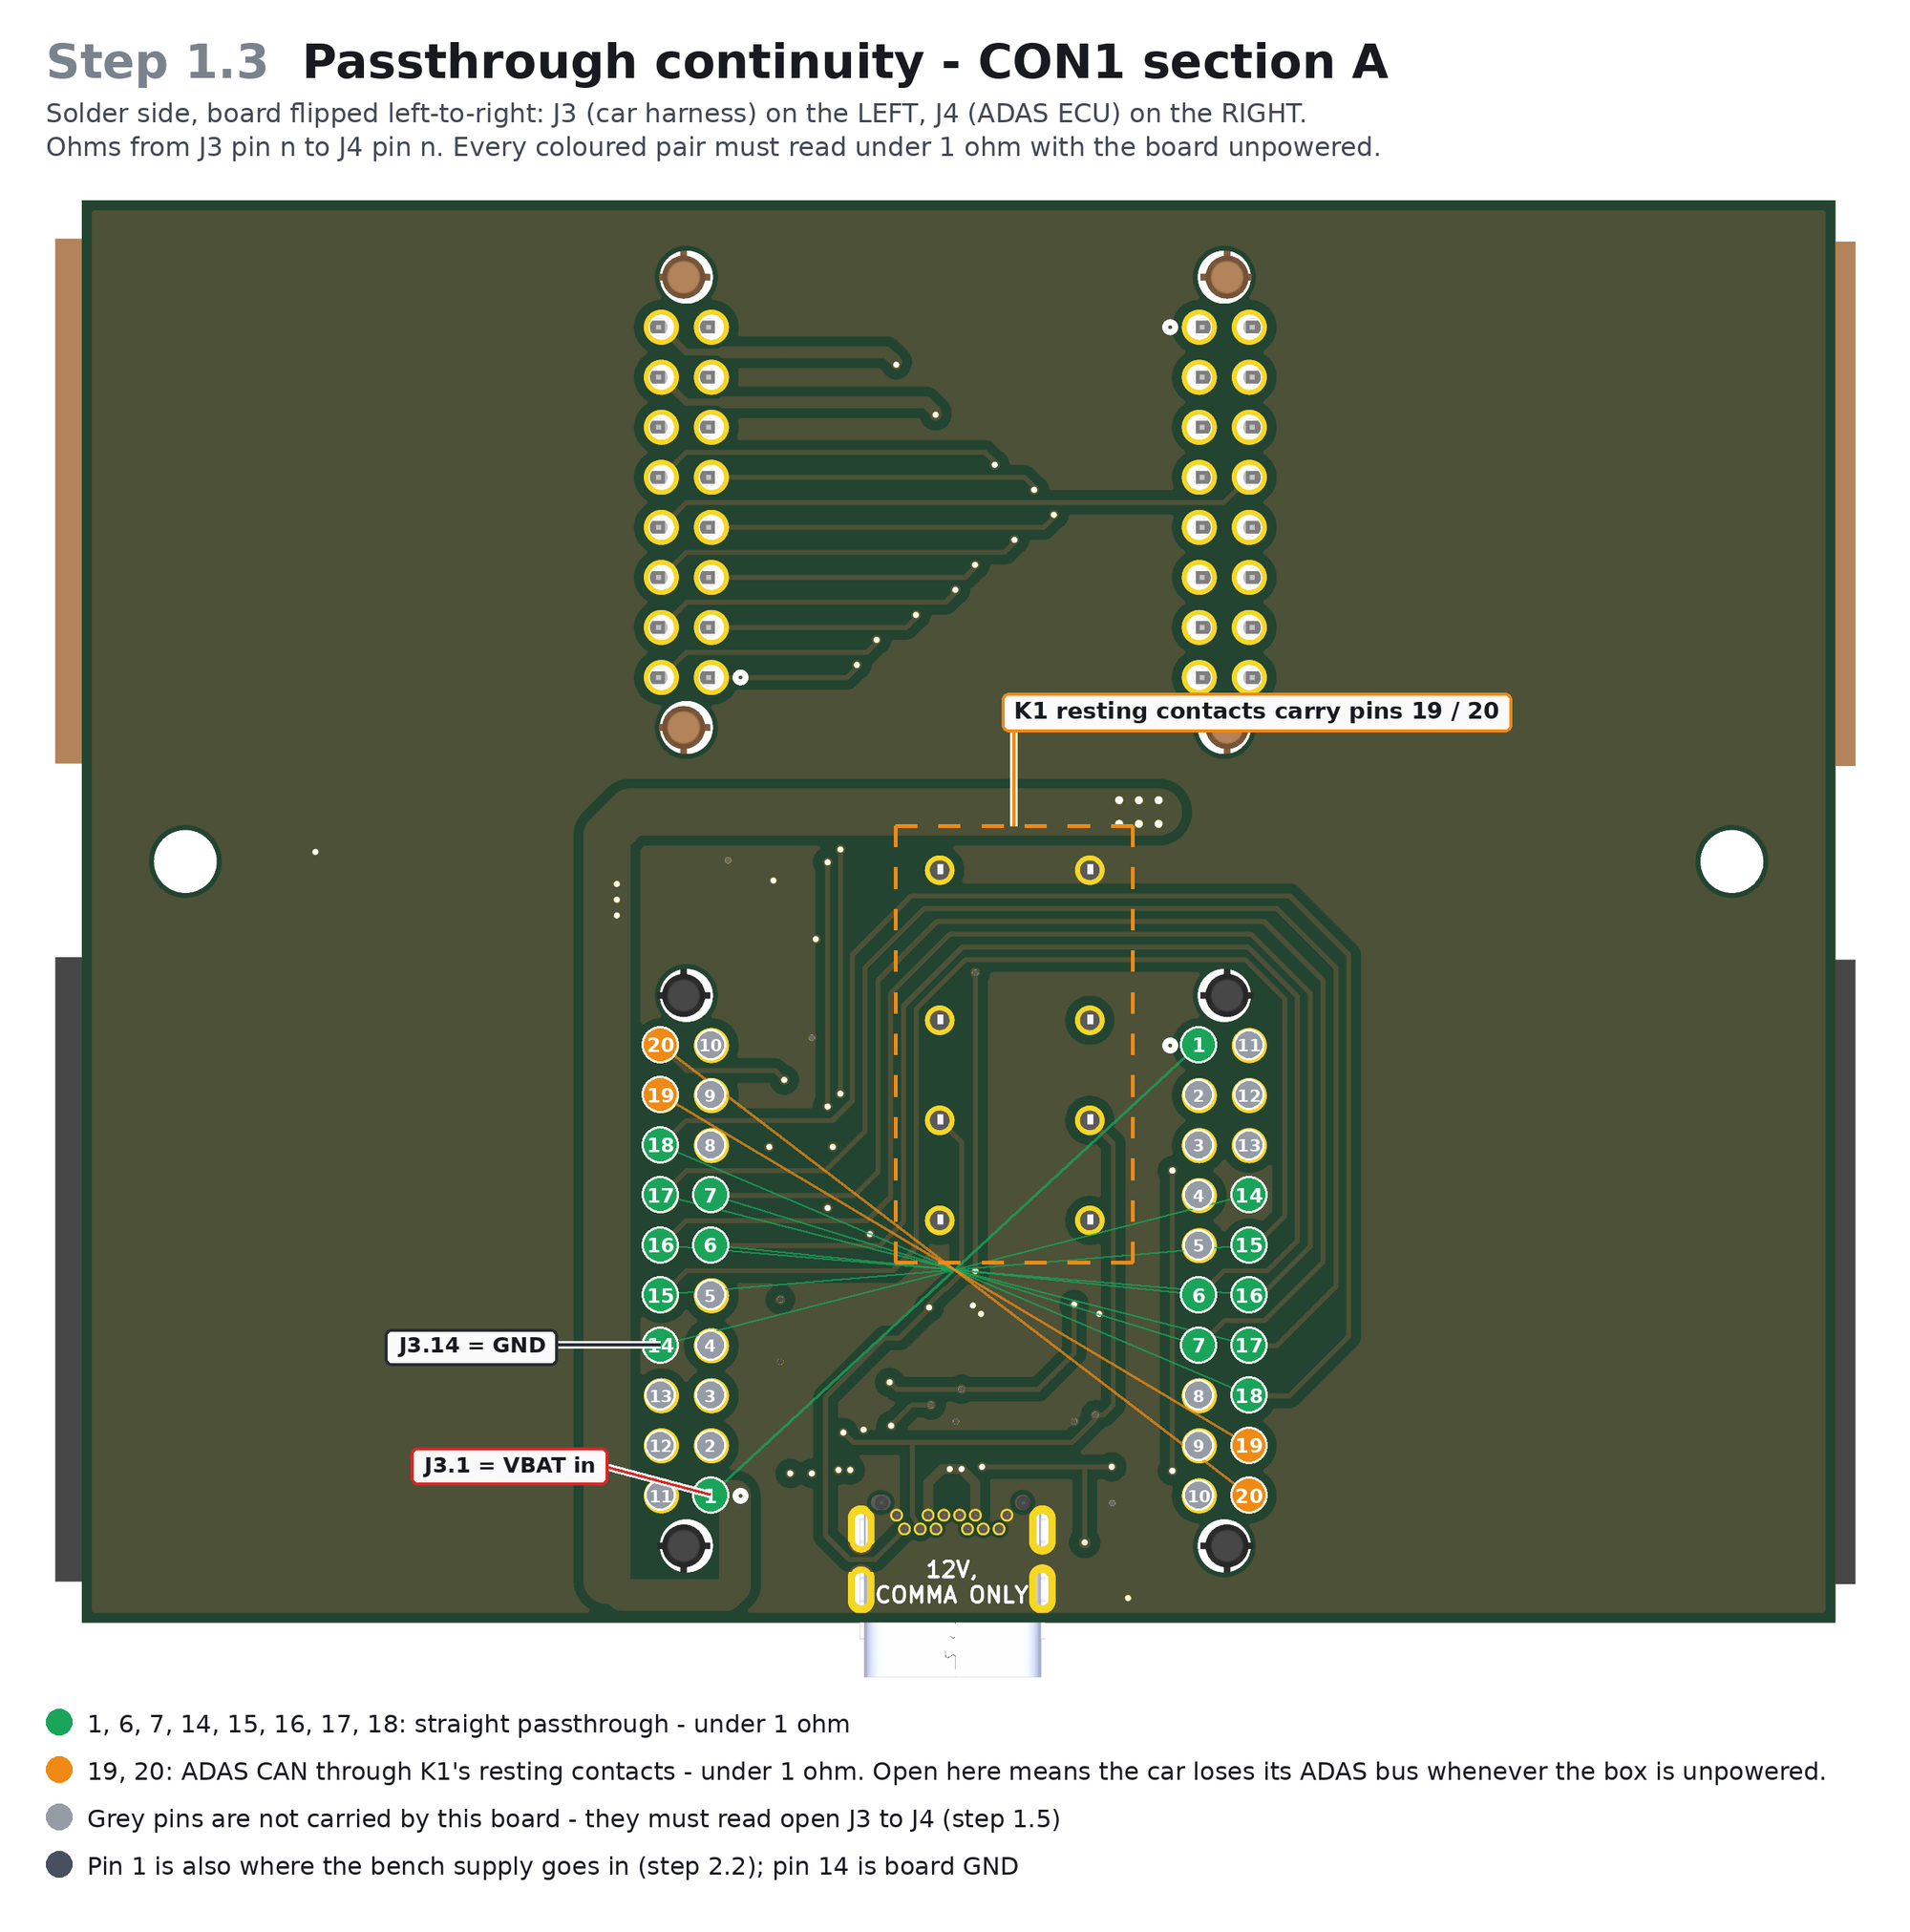 Step 1.3 Passthrough continuity - CON1 section A
Solder side, board flipped left-to-right: J3 (car harness) on the LEFT, J4 (ADAS ECU) on the RIGHT.
Ohms from J3 pin n to J4 pin n. Every coloured pair must read under 1 ohm with the board unpowered.
K1 resting contacts carry pins 19 / 20
20 10 1 11
19 9 2 12
18 8 3 13
17 7 4 14
16 6 5 15
15 5 6 16
J3.14 = GND
14 4 7 17
13 3 8 18
12 2 9 19
J3.1 = VBAT in
11 1 10 20
12V,
COMMA ONLY
1, 6, 7, 14, 15, 16, 17, 18: straight passthrough - under 1 ohm
19, 20: ADAS CAN through K1's resting contacts - under 1 ohm. Open here means the car loses its ADAS bus whenever the box is unpowered.
Grey pins are not carried by this board - they must read open J3 to J4 (step 1.5)
Pin 1 is also where the bench supply goes in (step 2.2); pin 14 is board GND